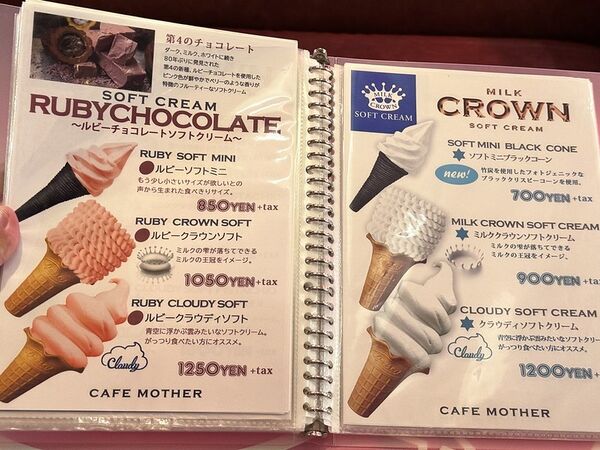 第4のチョコレート
ダーク、ミルク、ホワイトに続き
80年ぶりに発見された
第4の新種、ルビーチョコレートを使用した
ピンク色が鮮やかでベリーのような香りが
特徴のフルーティーなソフトクリーム
SOFT CREAM
RUBYCHOCOLATE
〜ルビーチョコレートソフトクリーム〜
RUBY SOFT MINI
ルビーソフトミニ
もう少し小さいサイズが欲しいとの
声から生まれた食べきりサイズ。
850YEN+tax
RUBY CROWN SOFT
ルビークラウンソフト
ミルクの雫が落ちてできる
ミルクの王冠をイメージ。
1050YEN+tax
RUBY CLOUDY SOFT
ルビークラウディソフト
青空に浮かぶ雲みたいなソフトクリーム。
がっつり食べたい方にオススメ。
Cloudy
1250YEN+tax
CAFE MOTHER
MILK
CROWN
SOFT CREAM
MILK
CROWN
SOFT CREAM
SOFT MINI BLACK CONE
ソフトミニブラックコーン
new!
竹炭を使用したフォトジェニックな
ブラッククリスピーコーンを使用。
700YEN+tax
MILK CROWN SOFT CREAM
ミルククラウンソフトクリーム
ミルクの雫が落ちてできる
ミルクの王冠をイメージ。
900YEN+tax
CLOUDY SOFT CREAM
クラウディソフトクリーム
青空に浮かぶ雲みたいなソフトクリーム。
がっつり食べたい方にオススメ。
Cloudy
1200YEN+tax
CAFE MOTHER